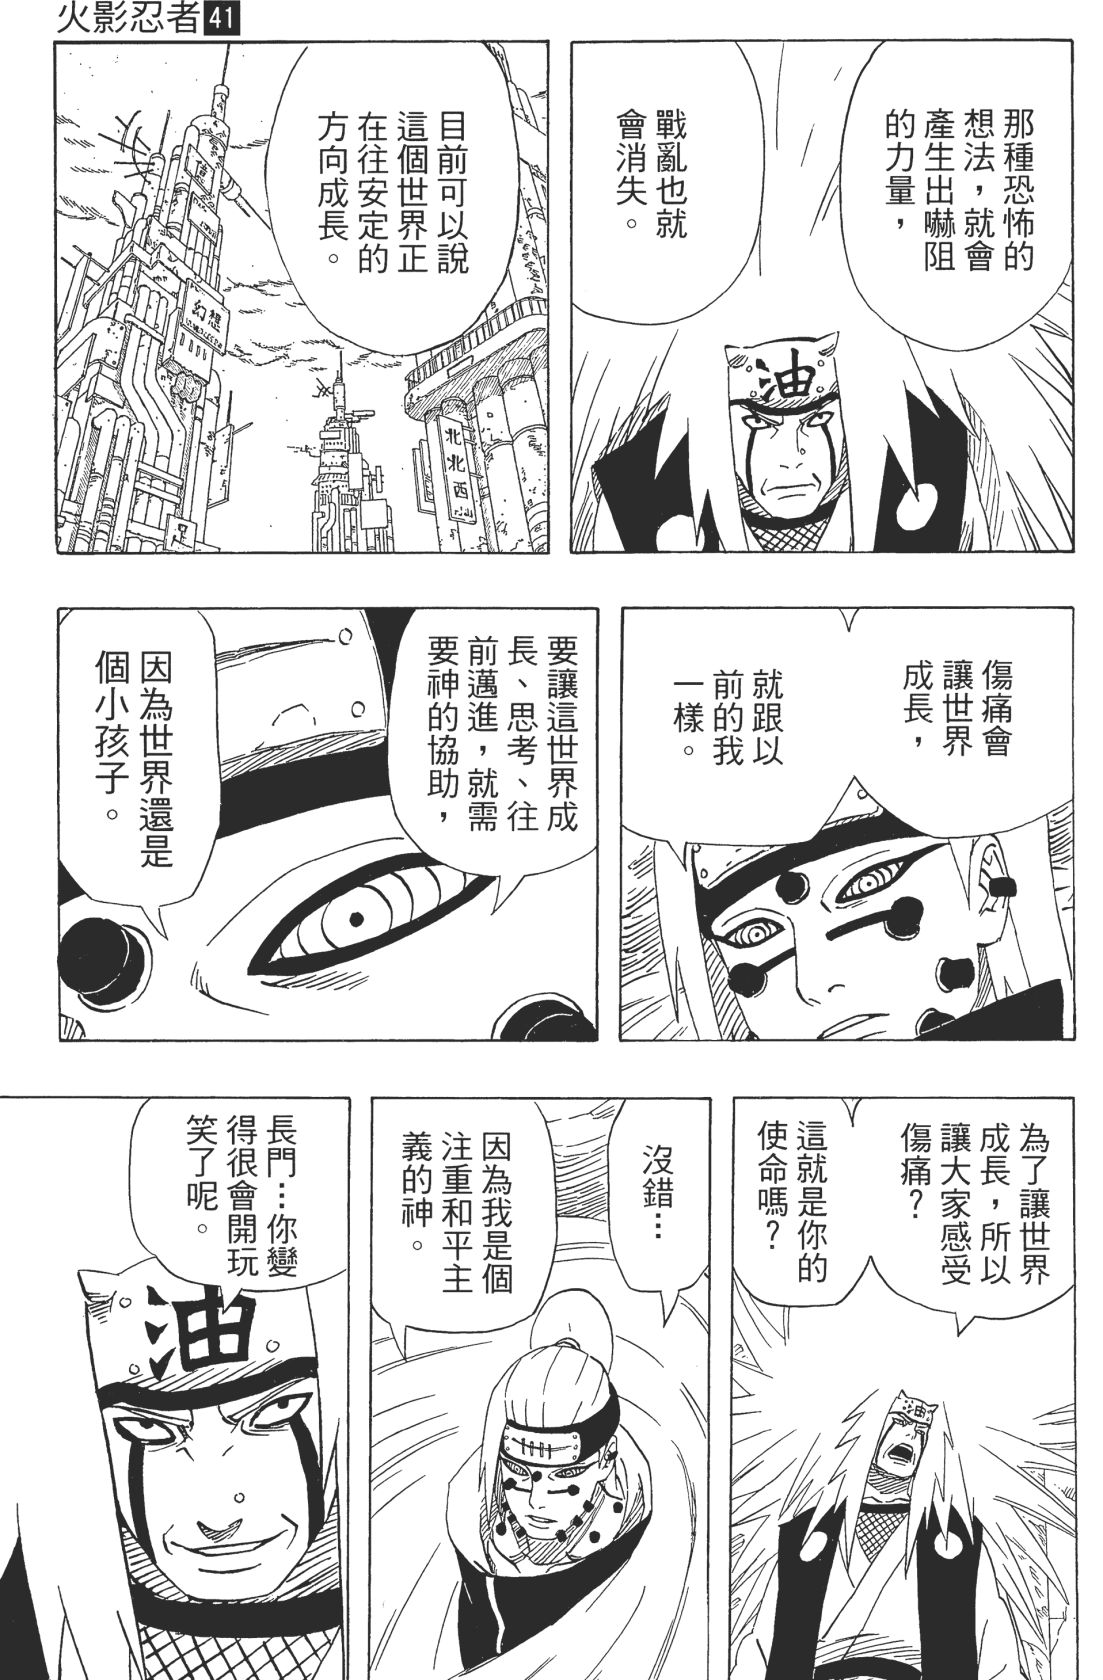 火影忍者41
那種恐怖的
想法，就會
產生出嚇阻
的力量，
戰亂也就
會消失。
油
目前可以說
這個世界正
在往安定的
方向成長。
幻想
北北西
傷痛會
讓世界
成長，
就跟以
前的我
一樣。
要讓這世界成
長、思考、往
前邁進，就需
要神的協助，
因為世界還是
個小孩子。
為了讓世界
成長，所以
讓大家感受
傷痛？
這就是你的
使命嗎？
油
沒錯…
因為我是個
注重和平主
義的神。
長門…你變
得很會開玩
笑了呢。
油